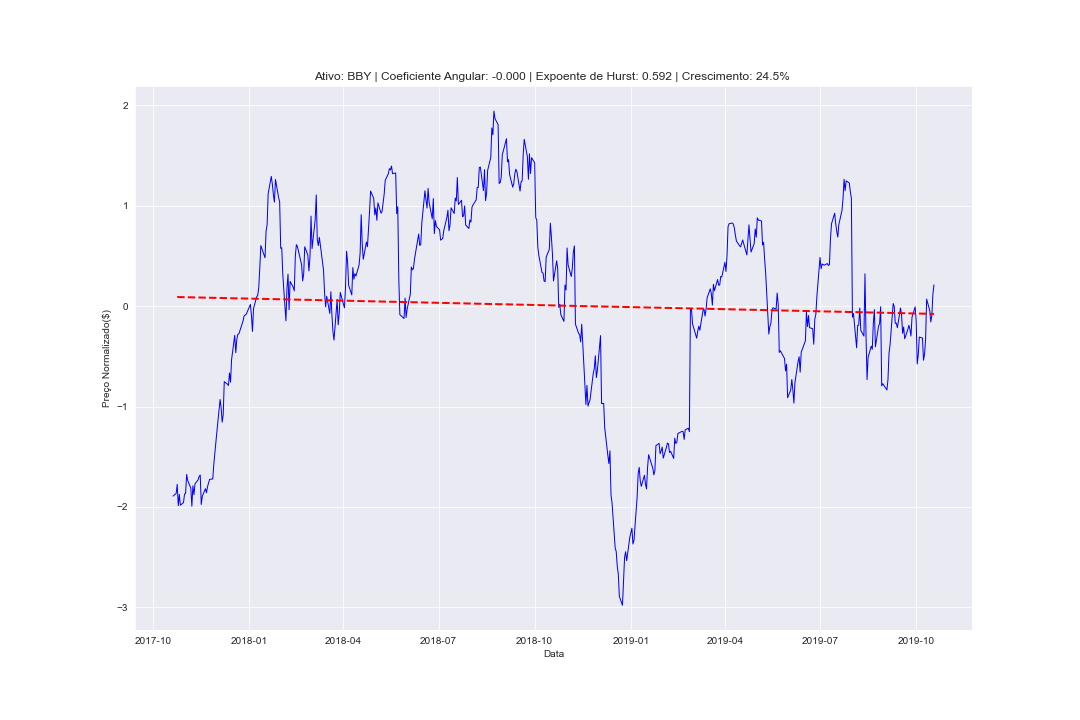 Ativo: BBY | Coeficiente Angular: -0.000 | Expoente de Hurst: 0.592 | Crescimento: 24.5%
Preço Normalizado($)
2
1
0
−1
−2
−3
2017-10 2018-01 2018-04 2018-07 2018-10 2019-01 2019-04 2019-07 2019-10
Data